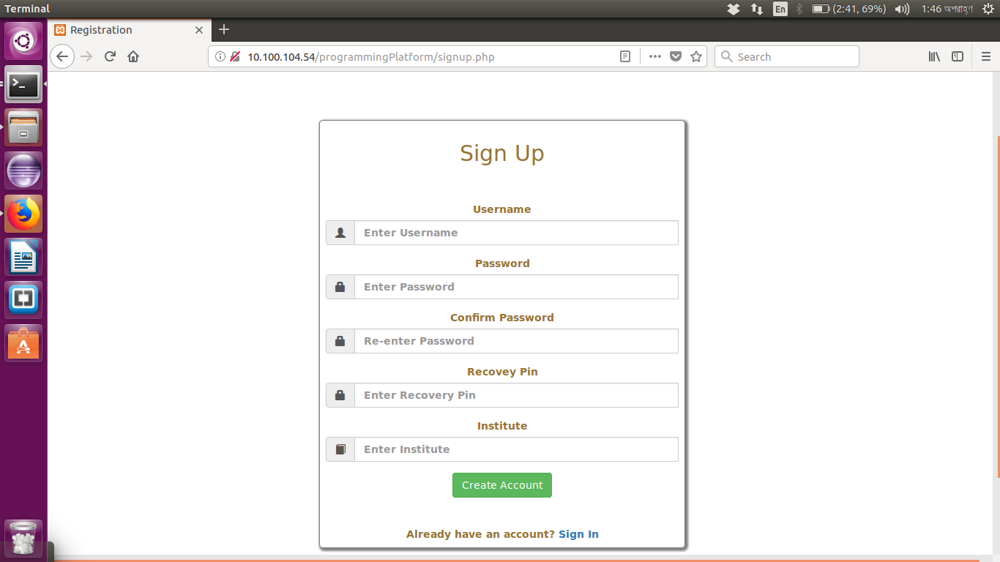 Terminal
En
(2:41, 69%)
1:46 অপরাহ্ণ
Registration
10.100.104.54/programmingPlatform/signup.php
Search
Sign Up
Username
Enter Username
Password
Enter Password
Confirm Password
Re-enter Password
Recovey Pin
Enter Recovery Pin
Institute
Enter Institute
Create Account
Already have an account? Sign In